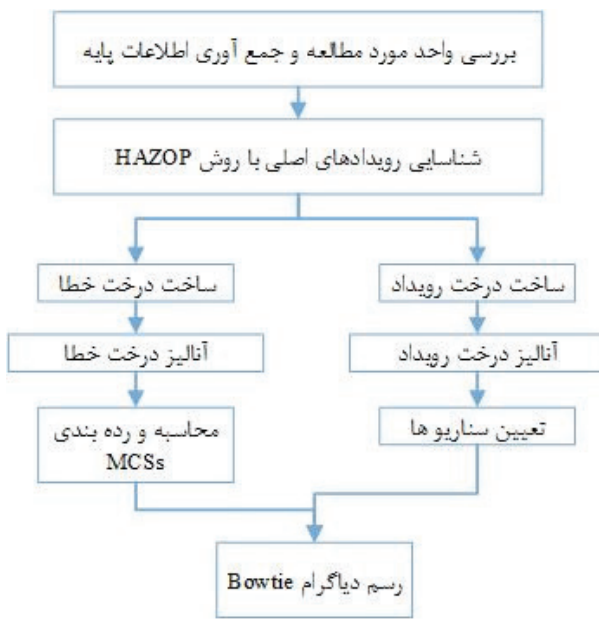 بررسی واحد مورد مطالعه و جمع آوری اطلاعات پایه
شناسایی رویدادهای اصلی با روش HAZOP
ساخت درخت رویداد
ساخت درخت خطا
آنالیز درخت رویداد
آنالیز درخت خطا
تعیین سناریو ها
محاسبه و رده بندی
MCSs
رسم دیاگرام Bowtie